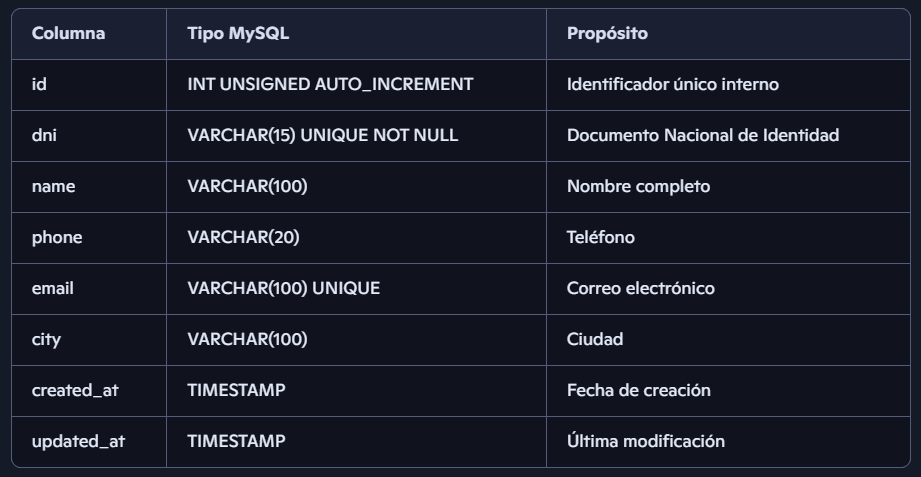 Columna Tipo MySQL Propósito
id INT UNSIGNED AUTO_INCREMENT Identificador único interno
dni VARCHAR(15) UNIQUE NOT NULL Documento Nacional de Identidad
name VARCHAR(100) Nombre completo
phone VARCHAR(20) Teléfono
email VARCHAR(100) UNIQUE Correo electrónico
city VARCHAR(100) Ciudad
created_at TIMESTAMP Fecha de creación
updated_at TIMESTAMP Última modificación